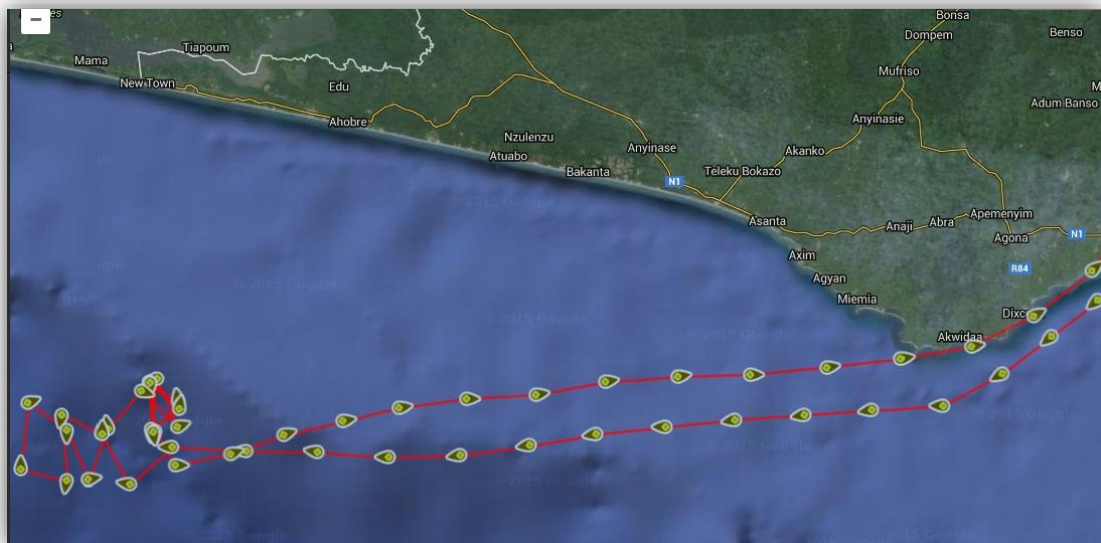 −
Bonsa
Dompem
Benso
Tiapoum
Mama
Mufriso
New Town
Edu
Adum Banso
Ahobre
Anyinasie
Nzulenzu
Anyinase
Akanko
Atuabo
Bakanta
Teleku Bokazo
N1
Asanta
Apemenyim
Abra
Anaji
Agona
N1
Axim
R84
Agyan
Miemia
Akwidaa
© 2015 Google
© 2015 Google
© 2015 Google
© 2015 Google
© 2015 Google